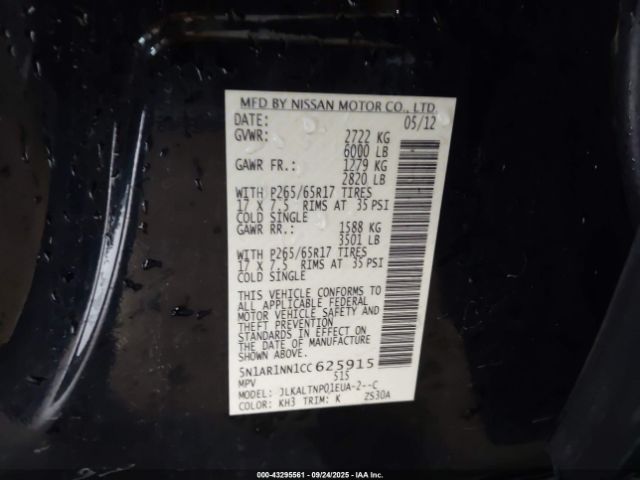 MFD BY NISSAN MOTOR CO., LTD.
DATE: 05/12
GVWR: 2722 KG
6000 LB
GAWR FR.: 1279 KG
2820 LB
WITH P265/65R17 TIRES
17 X 7.5 RIMS AT 35 PSI
COLD SINGLE
GAWR RR.: 1588 KG
3501 LB
WITH P265/65R17 TIRES
17 X 7.5 RIMS AT 35 PSI
COLD SINGLE
THIS VEHICLE CONFORMS TO
ALL APPLICABLE FEDERAL
MOTOR VEHICLE SAFETY AND
THEFT PREVENTION
STANDARDS IN EFFECT ON
THE DATE OF MANUFACTURE
SHOWN ABOVE.
5N1AR1NN1CC625915
MPV S1S
MODEL: JLKALTNP01EUA-2--C
COLOR: KH3 TRIM: K ZS30A
© 000-43295561 - 09/24/2025 - IAAI Inc.